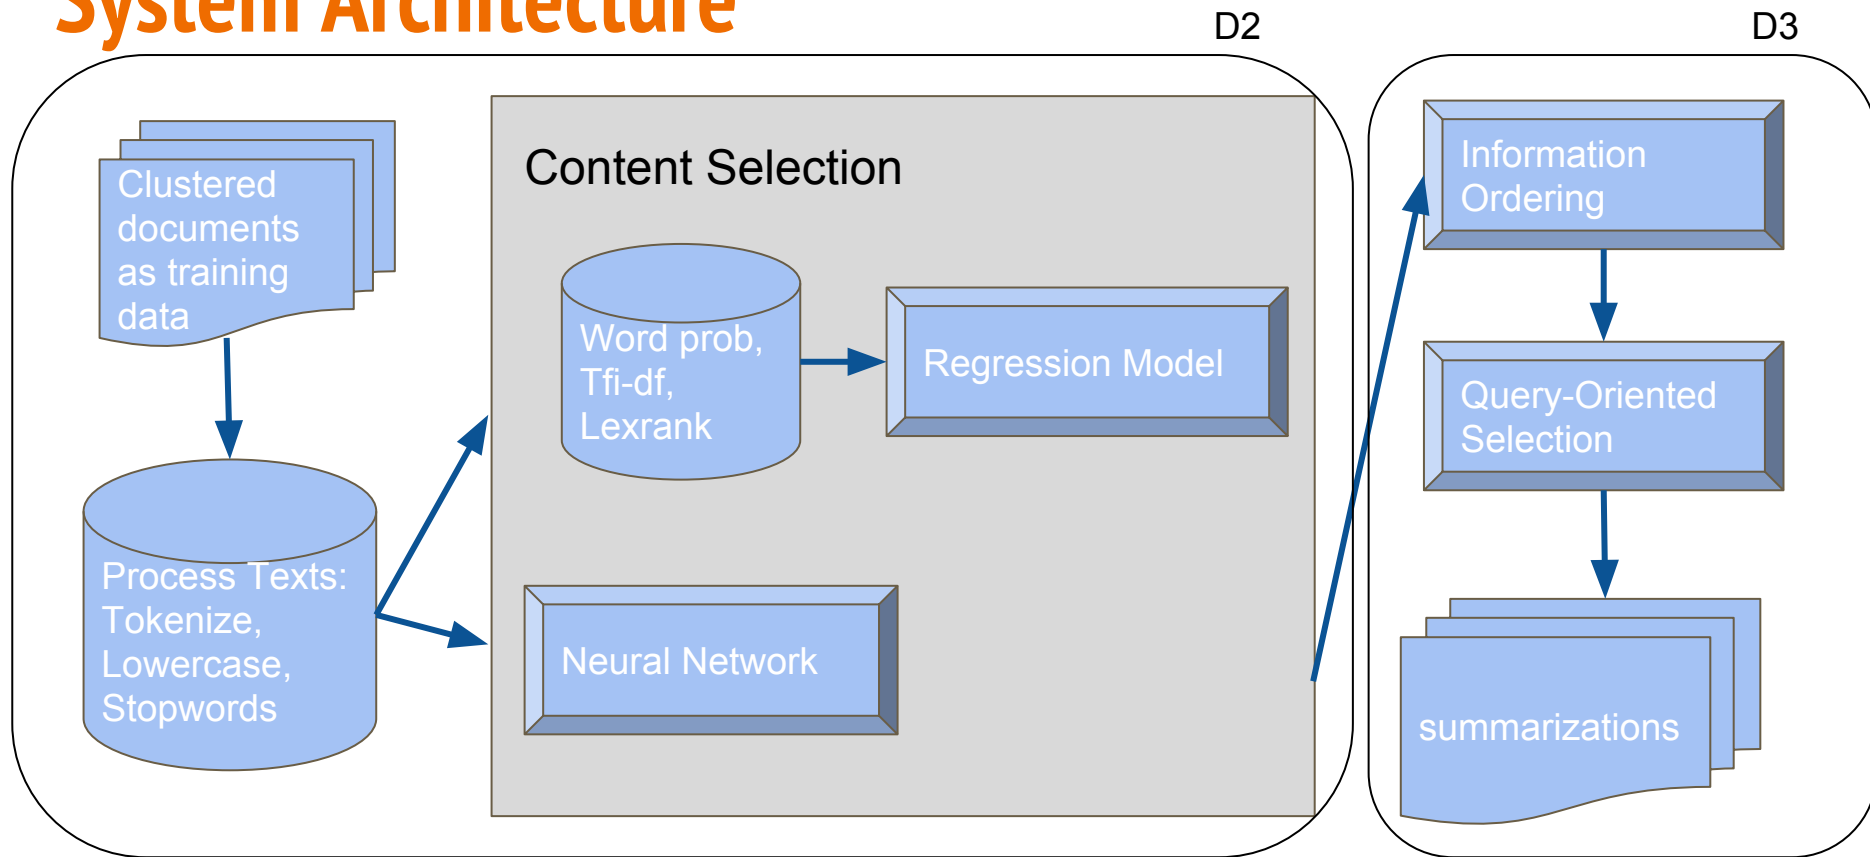 System Architecture
D2
D3
Clustered
documents
as training
data
Process Texts:
Tokenize,
Lowercase,
Stopwords
Content Selection
Word prob,
Tfi-df,
Lexrank
Regression Model
Neural Network
Information
Ordering
Query-Oriented
Selection
summarizations